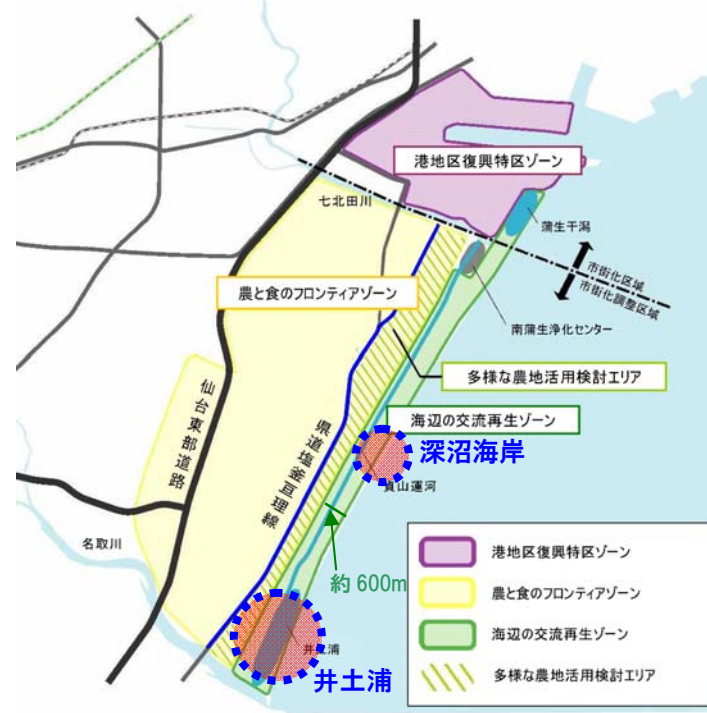 港地区復興特区ゾーン
七北田川
蒲生干潟
市街化区域
市街化調整区域
農と食のフロンティアゾーン
南蒲生浄化センター
多様な農地活用検討エリア
仙台東部道路
海辺の交流再生ゾーン
県道塩釜亘理線
深沼海岸
貞山運河
名取川
約600m
井土浦
井土浦
港地区復興特区ゾーン
農と食のフロンティアゾーン
海辺の交流再生ゾーン
多様な農地活用検討エリア